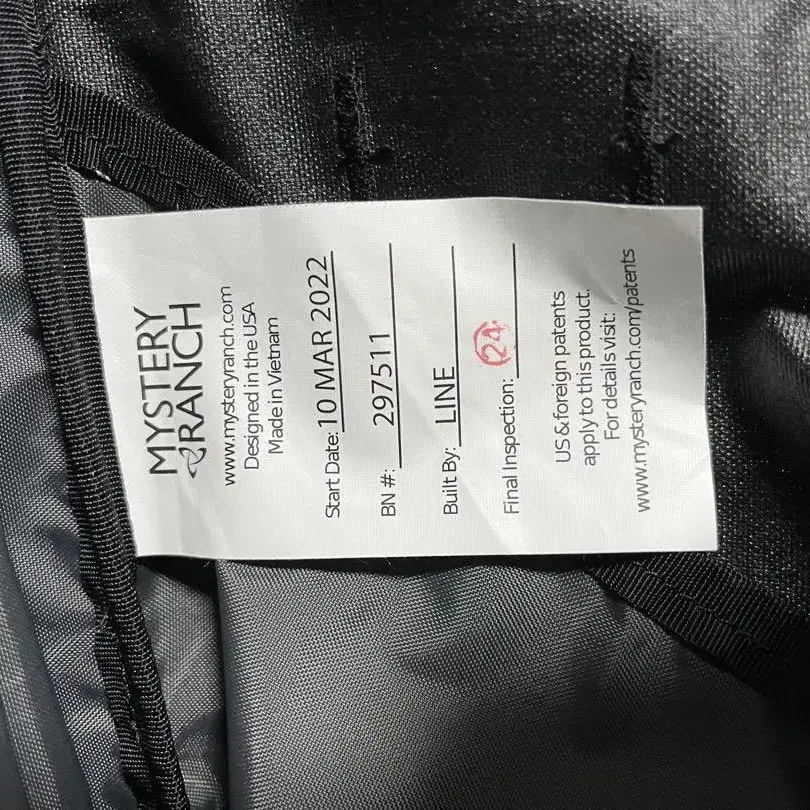 MYSTERY
RANCH
www.mysteryranch.com
Designed in the USA
Made in Vietnam
Start Date: 10 MAR 2022
BN #: 297511
Built By: LINE
Final Inspection: 24
US & foreign patents
apply to this product.
For details visit:
www.mysteryranch.com/patents